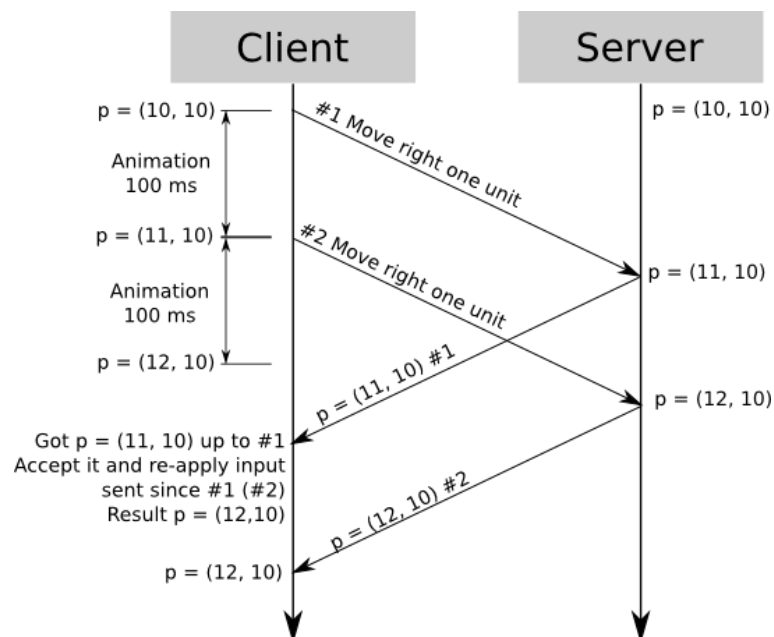 Client
Server
p = (10, 10)
#1 Move right one unit
p = (10, 10)
Animation
100 ms
p = (11, 10)
#2 Move right one unit
p = (11, 10)
Animation
100 ms
p = (12, 10)
p = (11, 10) #1
p = (12, 10)
Got p = (11, 10) up to #1
Accept it and re-apply input
sent since #1 (#2)
Result p = (12,10)
p = (12, 10) #2
p = (12, 10)